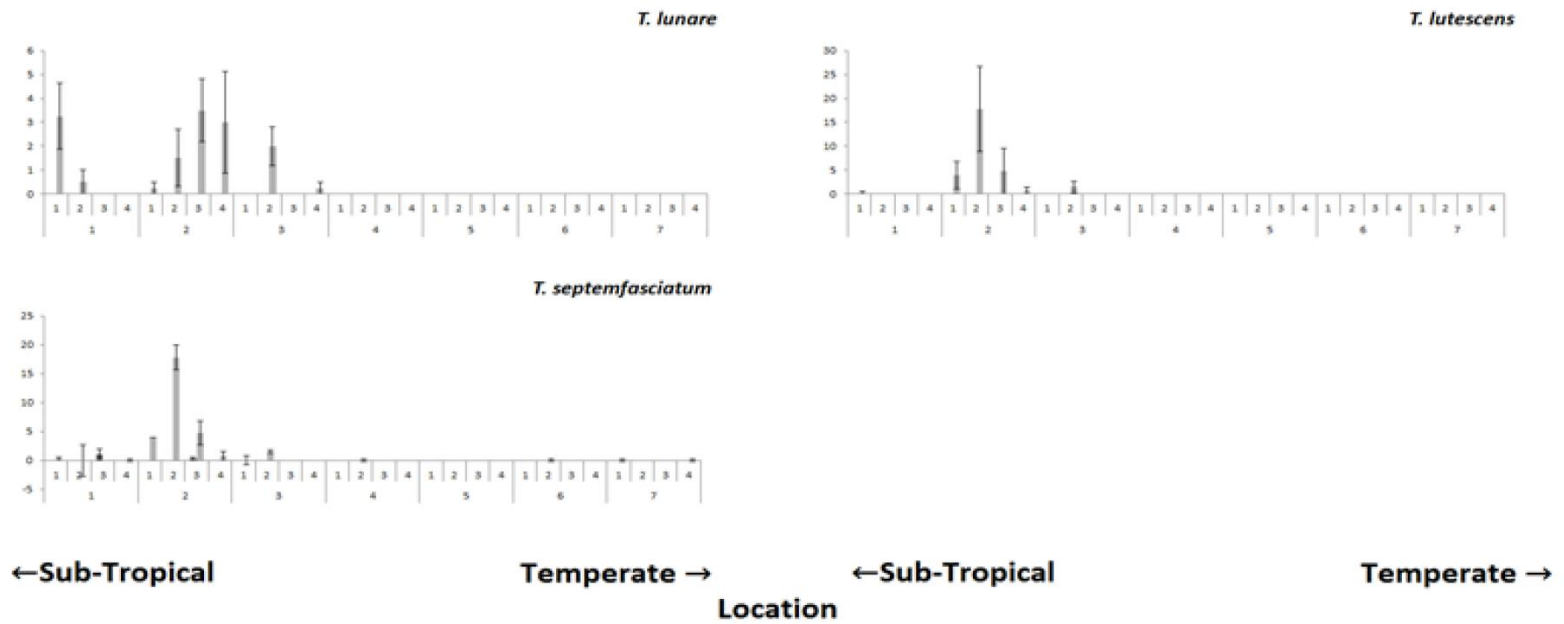 T. lunare
6
5
4
3
2
1
0
1 2 3 4 1 2 3 4 1 2 3 4 1 2 3 4 1 2 3 4 1 2 3 4 1 2 3 4
1 2 3 4 5 6 7
T. lutescens
30
25
20
15
10
5
0
1 2 3 4 1 2 3 4 1 2 3 4 1 2 3 4 1 2 3 4 1 2 3 4 1 2 3 4
1 2 3 4 5 6 7
T. septemfasciatum
25
20
15
10
5
0
-5
1 2 3 4 1 2 3 4 1 2 3 4 1 2 3 4 1 2 3 4 1 2 3 4 1 2 3 4
1 2 3 4 5 6 7
←Sub-Tropical Temperate → ←Sub-Tropical Temperate →
Location